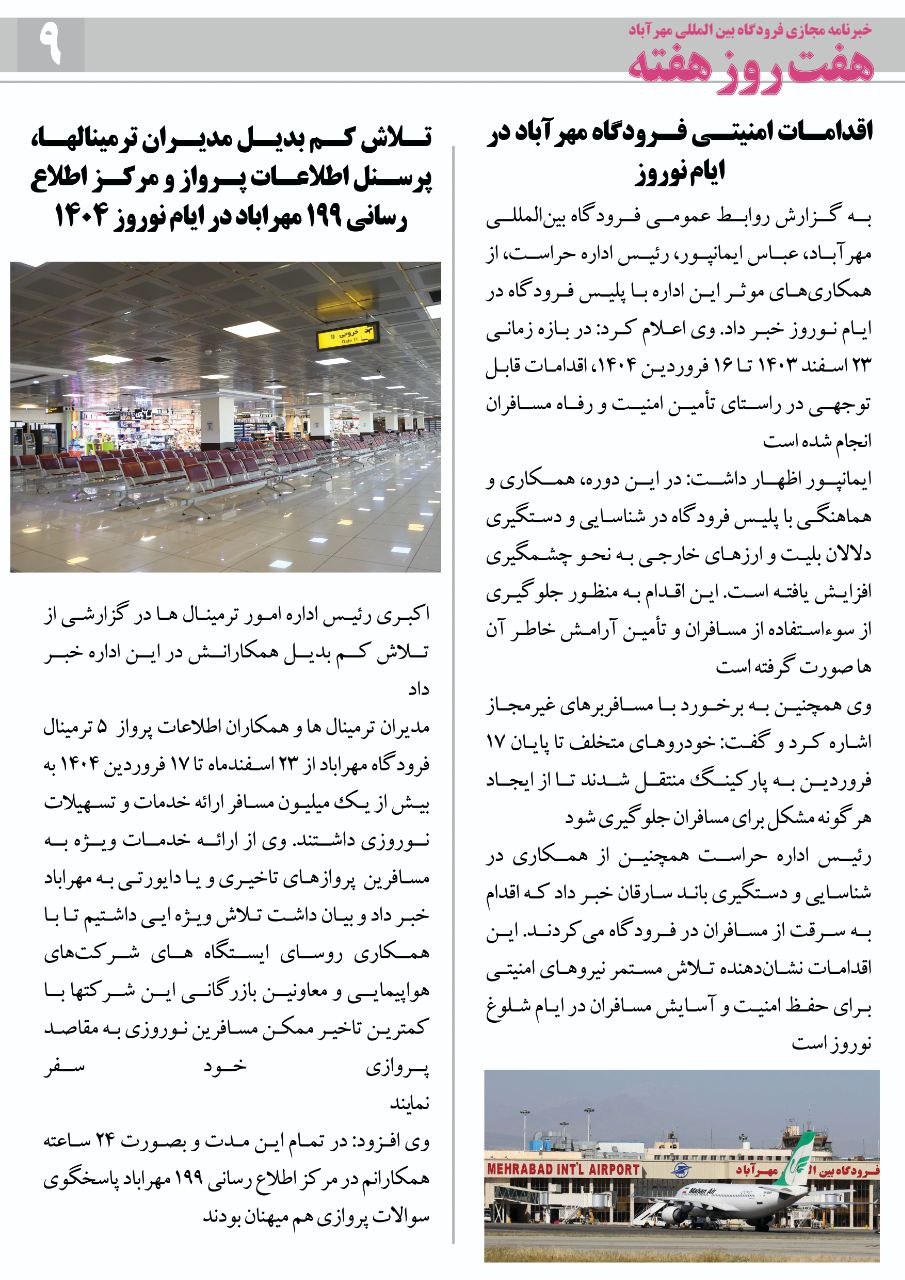 خبرنامه مجازی فرودگاه بین المللی مهرآباد
هفت روز هفته
۹
اقدامات امنیتی فرودگاه مهرآباد در
ایام نوروز
به گزارش روابط عمومی فرودگاه بین‌المللی
مهرآباد، عباس ایمانپور، رئیس اداره حراست، از
همکاری‌های موثر این اداره با پلیس فرودگاه در
ایام نوروز خبر داد. وی اعلام کرد: در بازه زمانی
۲۳ اسفند ۱۴۰۳ تا ۱۶ فروردین ۱۴۰۴، اقدامات قابل
توجهی در راستای تأمین امنیت و رفاه مسافران
انجام شده است
ایمانپور اظهار داشت: در این دوره، همکاری و
هماهنگی با پلیس فرودگاه در شناسایی و دستگیری
دلالان بلیت و ارزهای خارجی به نحو چشمگیری
افزایش یافته است. این اقدام به منظور جلوگیری
از سوءاستفاده از مسافران و تأمین آرامش خاطر آن
ها صورت گرفته است
وی همچنین به برخورد با مسافربرهای غیرمجاز
اشاره کرد و گفت: خودروهای متخلف تا پایان ۱۷
فروردین به پارکینگ منتقل شدند تا از ایجاد
هرگونه مشکل برای مسافران جلوگیری شود
رئیس اداره حراست همچنین از همکاری در
شناسایی و دستگیری باند سارقان خبر داد که اقدام
به سرقت از مسافران در فرودگاه می‌کردند. این
اقدامات نشان‌دهنده تلاش مستمر نیروهای امنیتی
برای حفظ امنیت و آسایش مسافران در ایام شلوغ
نوروز است
MEHRABAD INT'L AIRPORT
فرودگاه بین ال
مهرآباد
Mahan Air
تلاش کم بدیل مدیران ترمینالها،
پرسنل اطلاعات پرواز و مرکز اطلاع
رسانی ۱۹۹ مهراباد در ایام نوروز ۱۴۰۴
خروجی ۱۱
Gate 11
اکبری رئیس اداره امور ترمینال ها در گزارشی از
تلاش کم بدیل همکارانش در این اداره خبر
داد
مدیران ترمینال ها و همکاران اطلاعات پرواز ۵ ترمینال
فرودگاه مهراباد از ۲۳ اسفندماه تا ۱۷ فروردین ۱۴۰۴ به
بیش از یک میلیون مسافر ارائه خدمات و تسهیلات
نوروزی داشتند. وی از ارائه خدمات ویژه به
مسافرین پروازهای تاخیری و یا دایورتی به مهراباد
خبر داد و بیان داشت تلاش ویژه ایی داشتیم تا با
همکاری روسای ایستگاه های شرکت‌های
هواپیمایی و معاونین بازرگانی این شرکتها با
کمترین تاخیر ممکن مسافرین نوروزی به مقاصد
پروازی خود سفر
نمایند
وی افزود: در تمام این مدت و بصورت ۲۴ ساعته
همکارانم در مرکز اطلاع رسانی ۱۹۹ مهراباد پاسخگوی
سوالات پروازی هم میهنان بودند